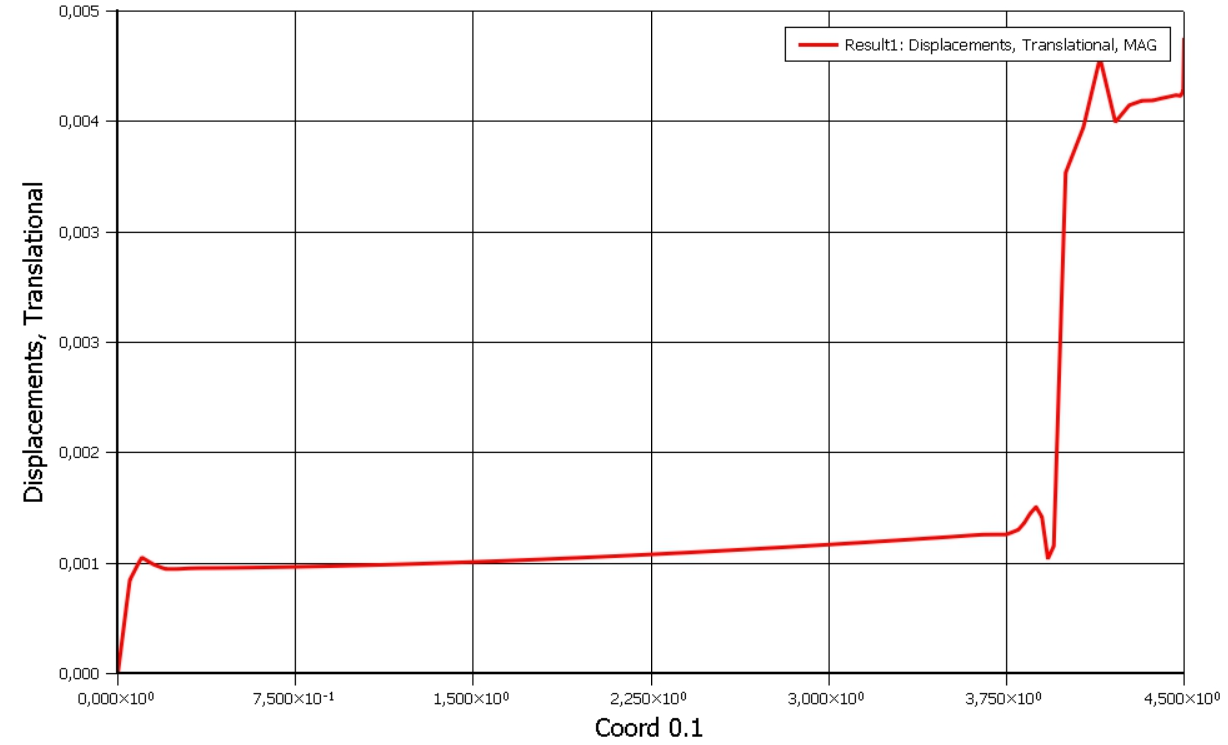 0,005
Result1: Displacements, Translational, MAG
0,004
0,003
0,003
0,002
0,001
0,000
Displacements, Translational
0,000×10⁰ 7,500×10⁻¹ 1,500×10⁰ 2,250×10⁰ 3,000×10⁰ 3,750×10⁰ 4,500×10⁰
Coord 0.1